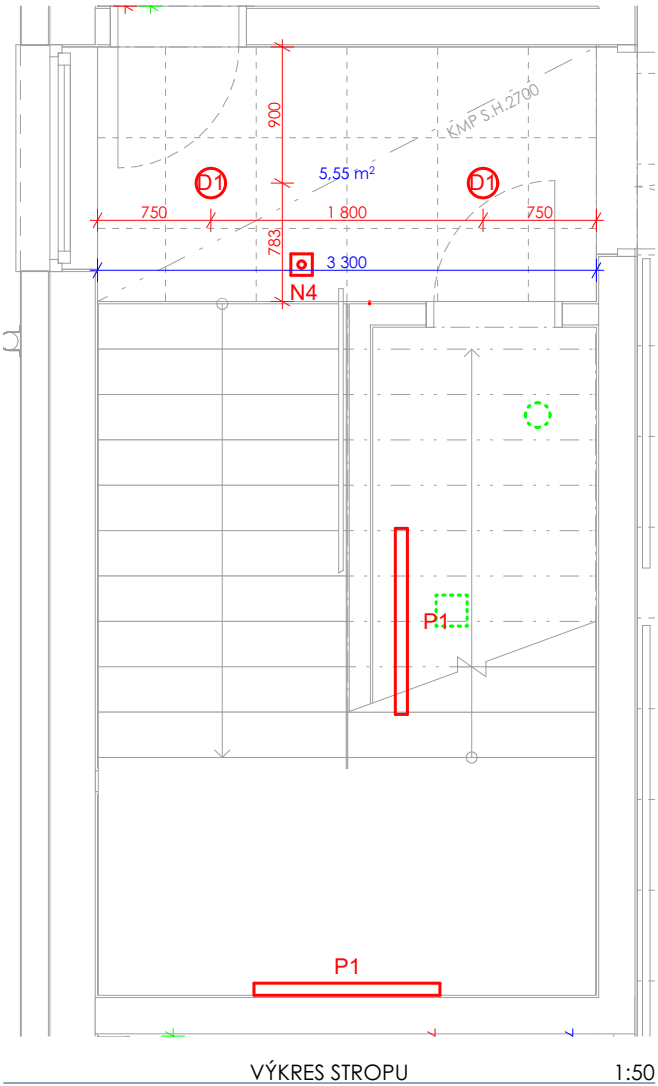 KMP S.H.2700
900
5,55 m²
D1 D1
750 1 800 750
783
3 300
N4
P1
P1
VÝKRES STROPU 1:50